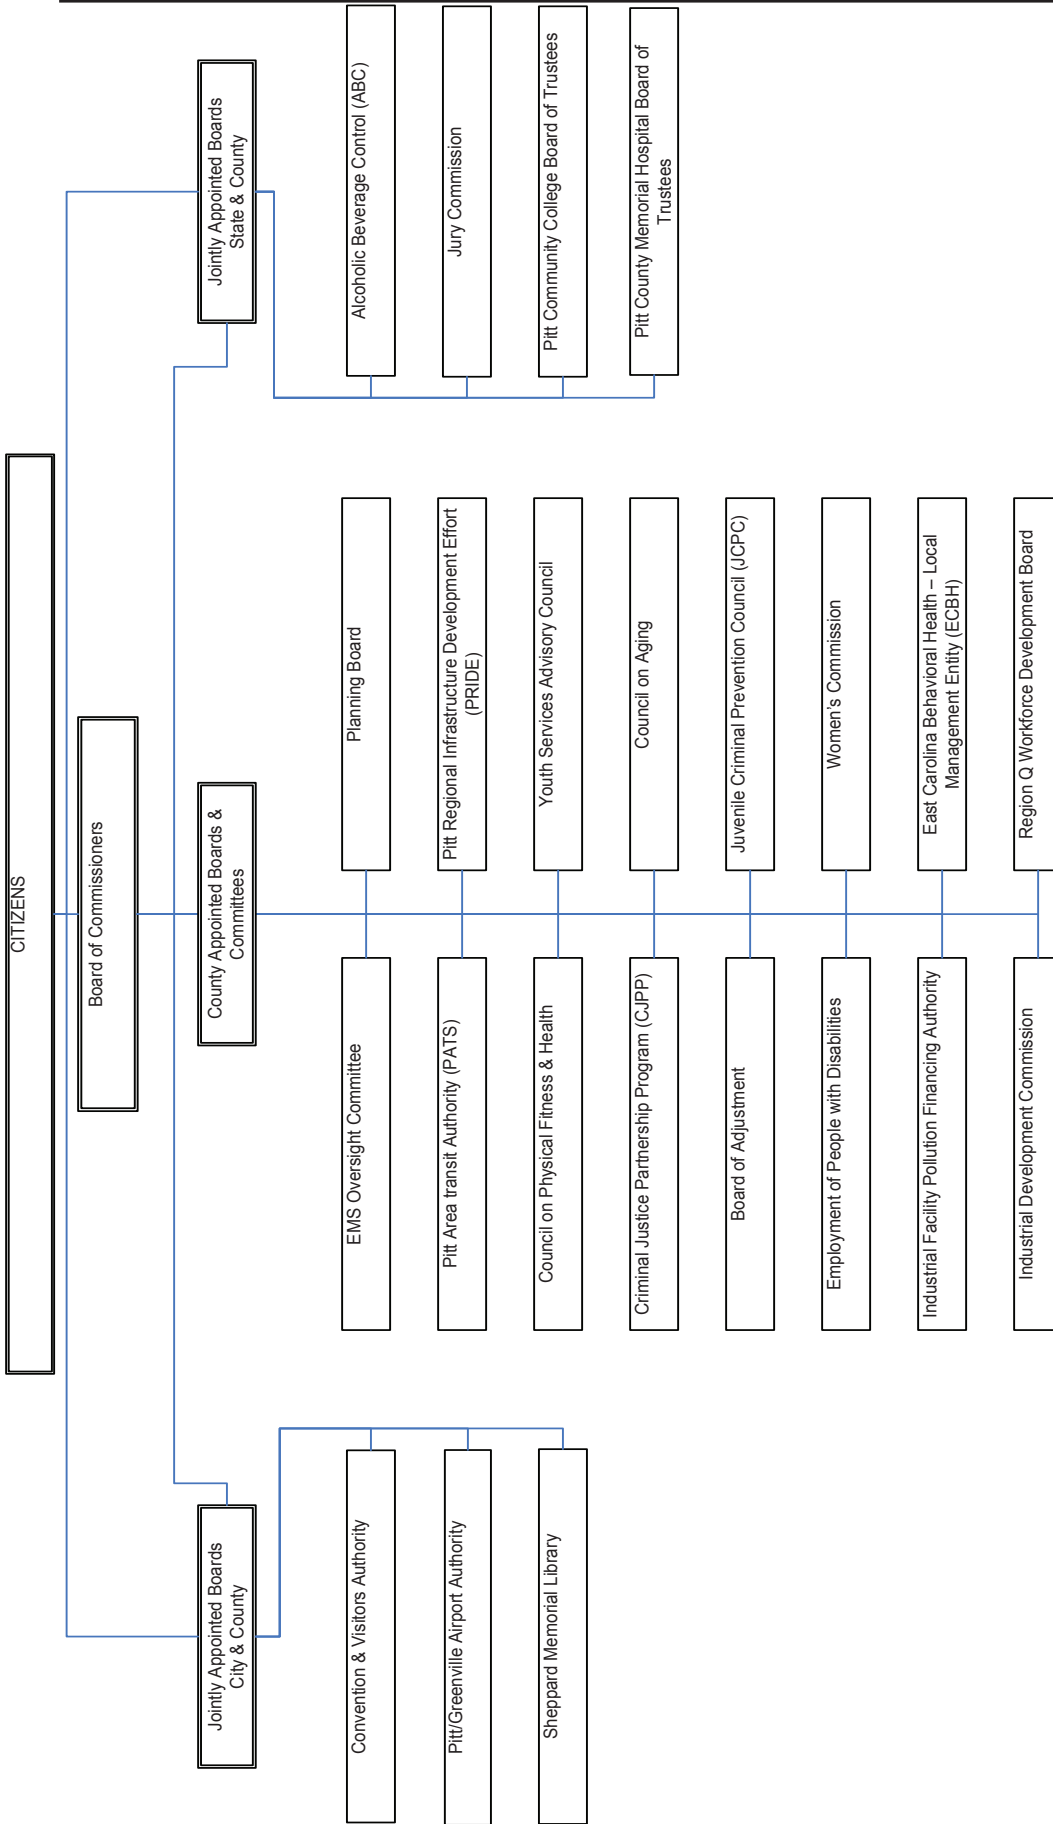 CITIZENS
Board of Commissioners
Jointly Appointed Boards
City & County
County Appointed Boards &
Committees
Jointly Appointed Boards
State & County
Convention & Visitors Authority
Pitt/Greenville Airport Authority
Sheppard Memorial Library
EMS Oversight Committee
Pitt Area transit Authority (PATS)
Council on Physical Fitness & Health
Criminal Justice Partnership Program (CJPP)
Board of Adjustment
Employment of People with Disabilities
Industrial Facility Pollution Financing Authority
Industrial Development Commission
Planning Board
Pitt Regional Infrastructure Development Effort
(PRIDE)
Youth Services Advisory Council
Council on Aging
Juvenile Criminal Prevention Council (JCPC)
Women's Commission
East Carolina Behavioral Health – Local
Management Entity (ECBH)
Region Q Workforce Development Board
Alcoholic Beverage Control (ABC)
Jury Commission
Pitt Community College Board of Trustees
Pitt County Memorial Hospital Board of
Trustees